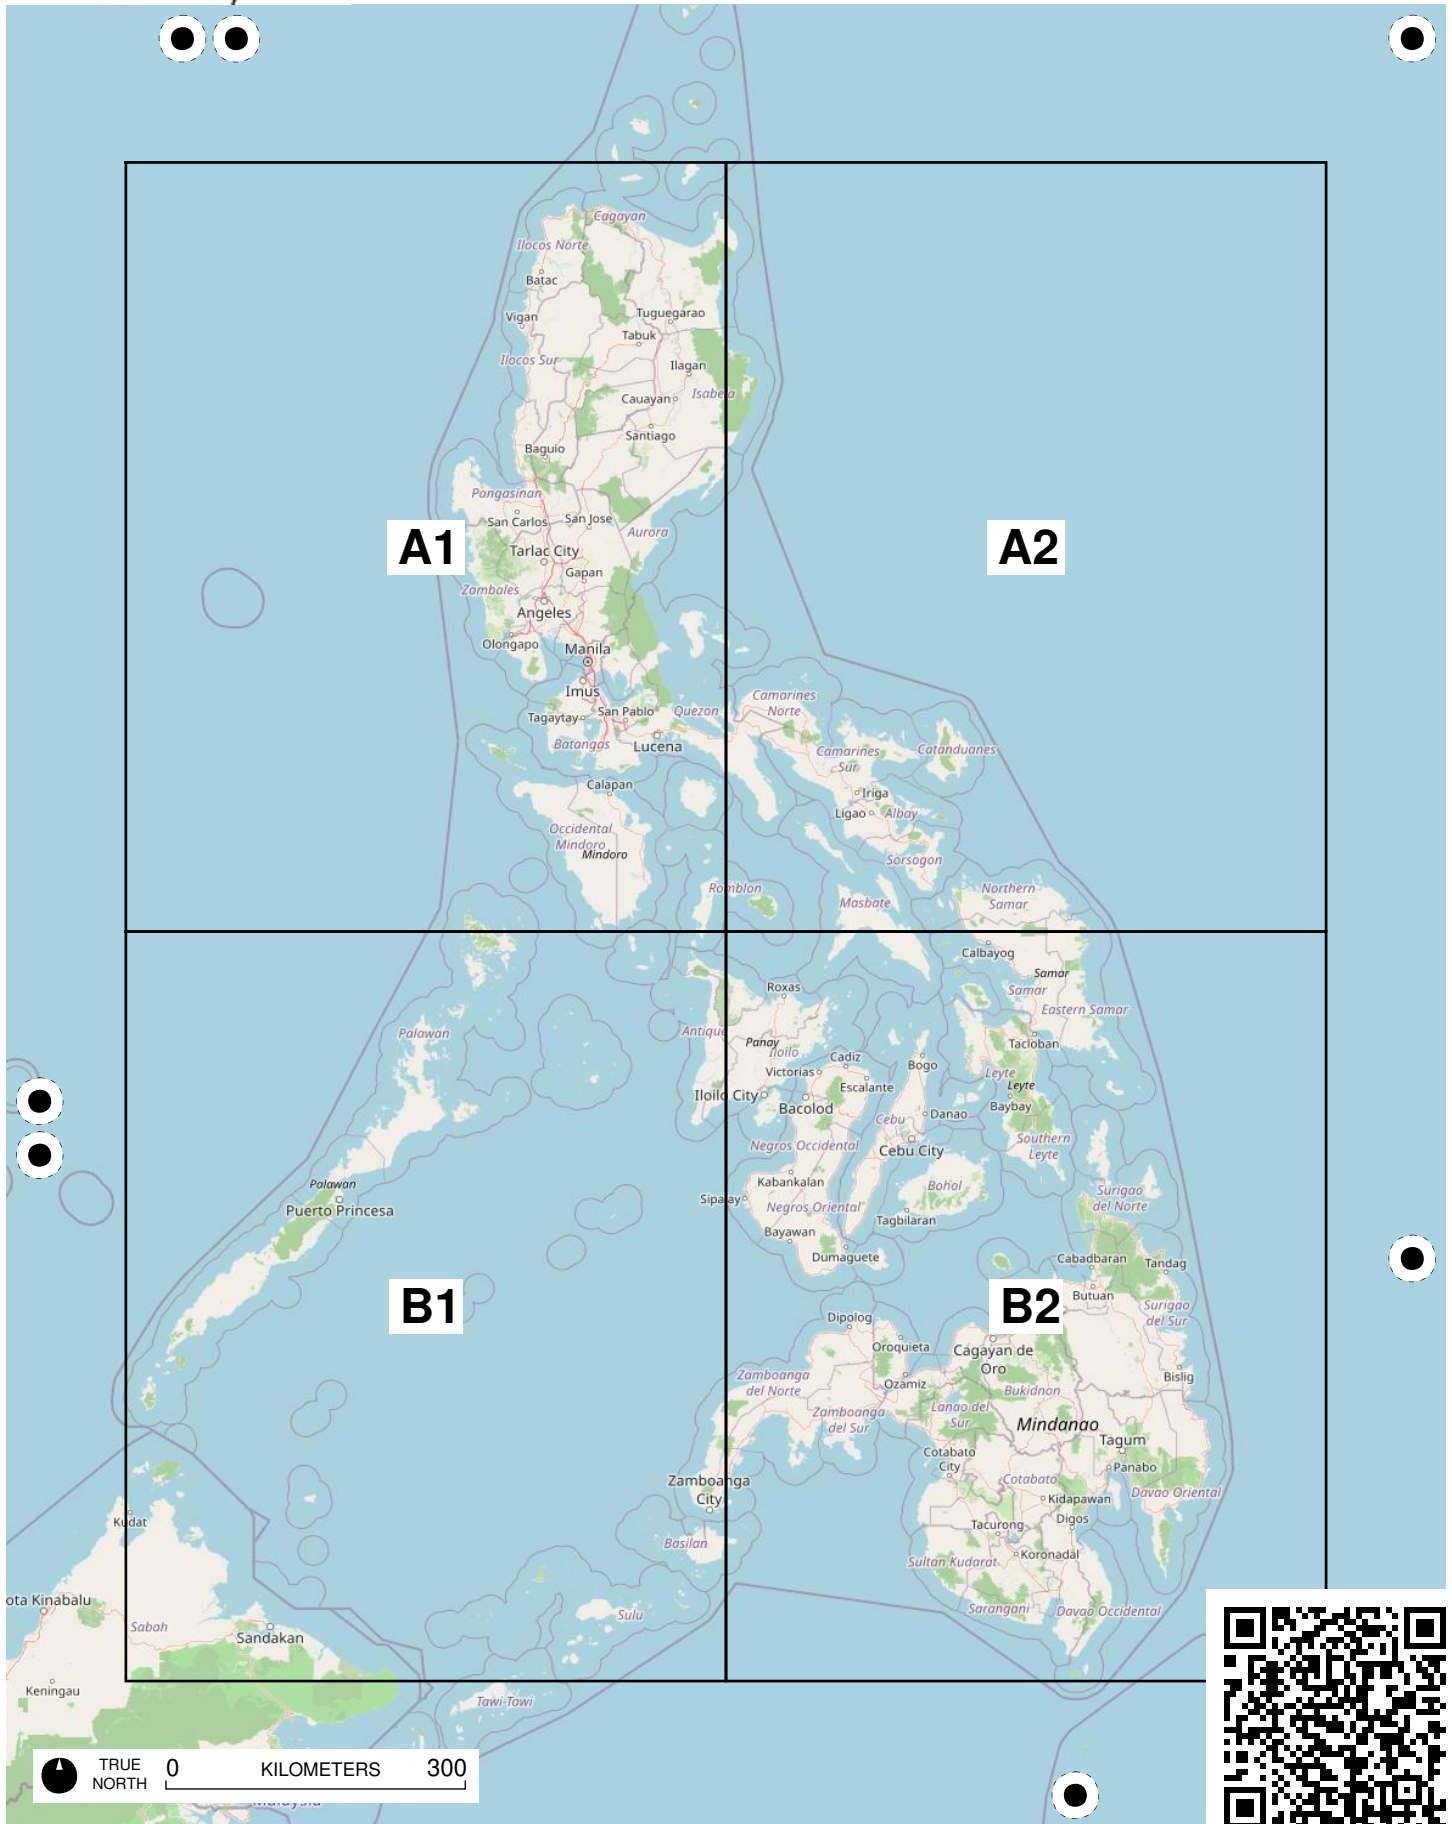 Cagayan
Ilocos Norte
Batac
Vigan
Tuguegarao
Tabuk
Ilocos Sur
Ilagan
Isabela
Cauayan
Santiago
Baguio
Pangasinan
San Carlos
San Jose
Aurora
A1
A2
Tarlac City
Gapan
Zambales
Angeles
Olongapo
Manila
Imus
Camarines
Norte
Tagaytay
San Pablo
Quezon
Batangas
Lucena
Camarines
Sur
Catanduanes
Calapan
Iriga
Ligao
Albay
Occidental
Mindoro
Mindoro
Sorsogon
Romblon
Masbate
Northern
Samar
Calbayog
Samar
Roxas
Samar
Eastern Samar
Palawan
Antique
Panay
Iloilo
Tacloban
Cadiz
Victorias
Bogo
Escalante
Leyte
Leyte
Iloilo City
Bacolod
Baybay
Cebu
Danao
Negros Occidental
Cebu City
Southern
Leyte
Palawan
Kabankalan
Bohol
Surigao
del Norte
Puerto Princesa
Sipalay
Negros Oriental
Tagbilaran
Bayawan
Dumaguete
Cabadbaran
Tandag
B1
B2
Butuan
Surigao
del Sur
Dipolog
Oroquieta
Cagayan de
Oro
Zamboanga
del Norte
Ozamiz
Bukidnon
Bislig
Zamboanga
del Sur
Lanao del
Sur
Mindanao
Tagum
Cotabato
City
Panabo
Zamboanga
City
Cotabato
Davao Oriental
Kidapawan
Kudat
Tacurong
Digos
Basilan
Sultan Kudarat
Koronadal
ota Kinabalu
Sabah
Sulu
Sarangani
Davao Occidental
Sandakan
Keningau
Tawi-Tawi
TRUE
NORTH
0 KILOMETERS 300
Malaysia